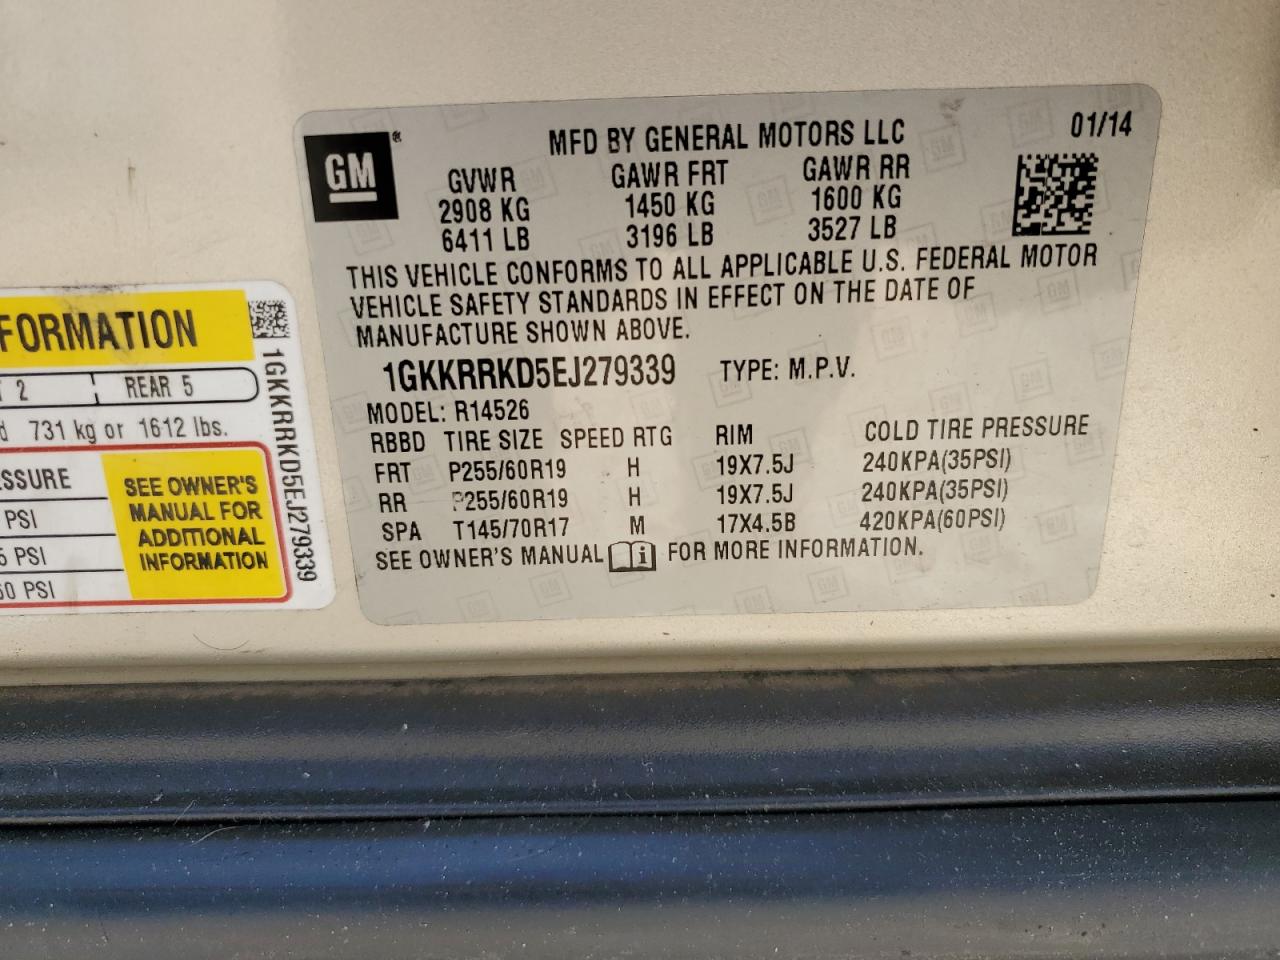 GM ®
MFD BY GENERAL MOTORS LLC 01/14
GVWR GAWR FRT GAWR RR
2908 KG 1450 KG 1600 KG
6411 LB 3196 LB 3527 LB
THIS VEHICLE CONFORMS TO ALL APPLICABLE U.S. FEDERAL MOTOR
VEHICLE SAFETY STANDARDS IN EFFECT ON THE DATE OF
MANUFACTURE SHOWN ABOVE.
1GKKRRKD5EJ279339 TYPE: M.P.V.
MODEL: R14526
RBBD TIRE SIZE SPEED RTG RIM COLD TIRE PRESSURE
FRT P255/60R19 H 19X7.5J 240KPA(35PSI)
RR P255/60R19 H 19X7.5J 240KPA(35PSI)
SPA T145/70R17 M 17X4.5B 420KPA(60PSI)
SEE OWNER'S MANUAL FOR MORE INFORMATION.
FORMATION
2 REAR 5
731 kg or 1612 lbs.
SSURE
PSI
5 PSI
60 PSI
SEE OWNER'S
MANUAL FOR
ADDITIONAL
INFORMATION
1GKKRRKD5EJ279339